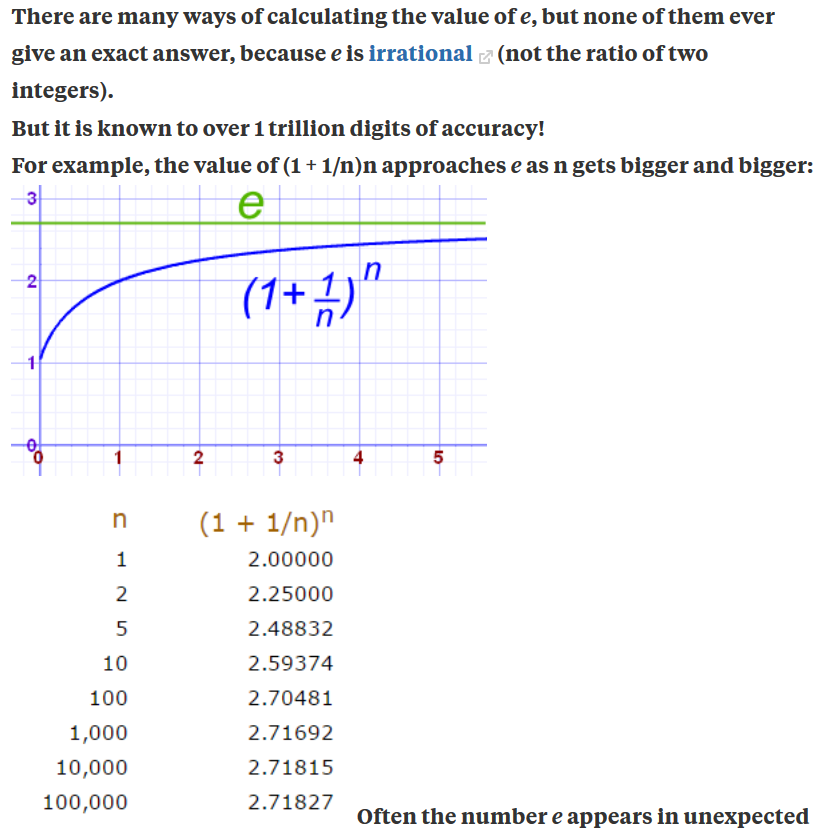 There are many ways of calculating the value of e, but none of them ever
give an exact answer, because e is irrational (not the ratio of two
integers).
But it is known to over 1 trillion digits of accuracy!
For example, the value of (1 + 1/n)n approaches e as n gets bigger and bigger:
3
e
2
(1+1/n)ⁿ
1
0
0 1 2 3 4 5
n (1 + 1/n)ⁿ
1 2.00000
2 2.25000
5 2.48832
10 2.59374
100 2.70481
1,000 2.71692
10,000 2.71815
100,000 2.71827
Often the number e appears in unexpected